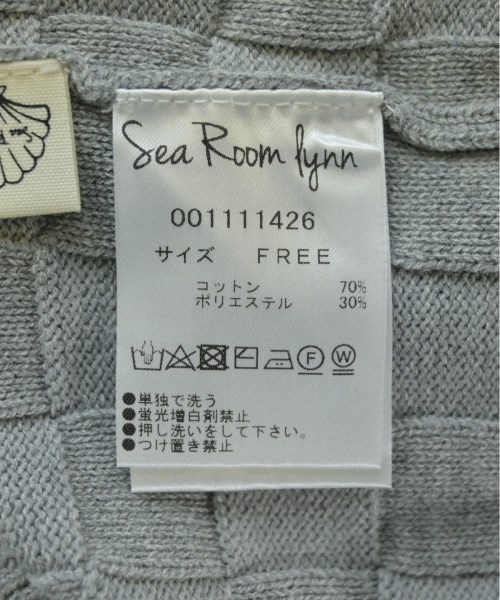 Sea Room lynn
001111426
サイズ FREE
コットン 70%
ポリエステル 30%
F W
●単独で洗う
●蛍光増白剤禁止
●押し洗いをして下さい。
●つけ置き禁止